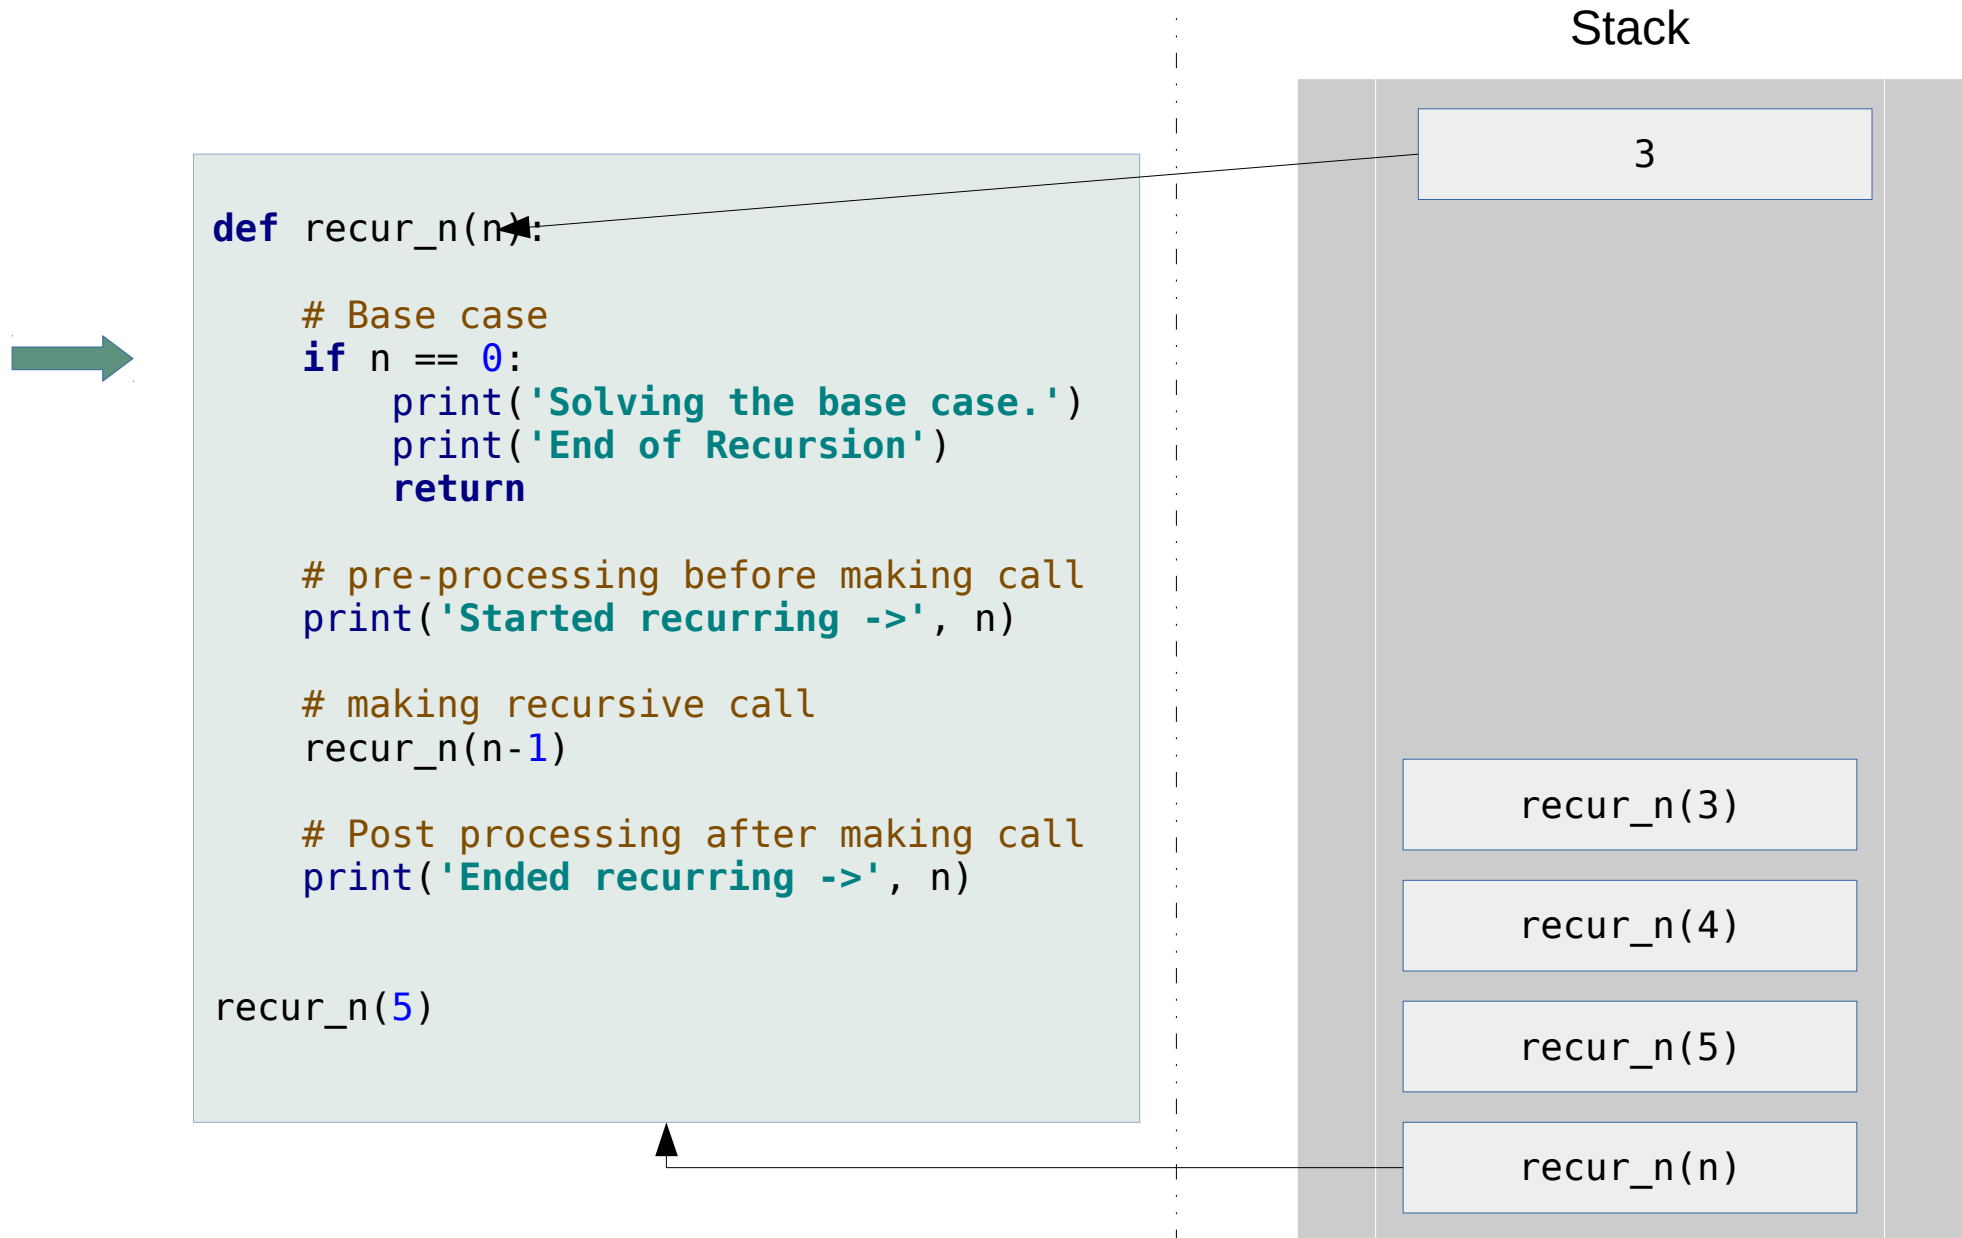 Stack
3
def recur_n(n):
    # Base case
    if n == 0:
        print('Solving the base case.')
        print('End of Recursion')
        return
    # pre-processing before making call
    print('Started recurring ->', n)
    # making recursive call
    recur_n(n-1)
    # Post processing after making call
    print('Ended recurring ->', n)
recur_n(5)
recur_n(3)
recur_n(4)
recur_n(5)
recur_n(n)